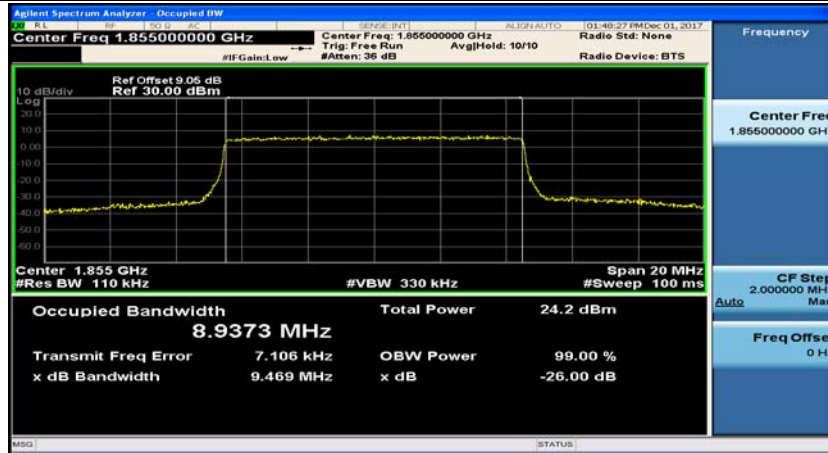 Agilent Spectrum Analyzer - Occupied BW
RL RF 50 Ω AC SENSE:INT ALIGN AUTO 01:48:27 PM Dec 01, 2017
Center Freq 1.855000000 GHz
Center Freq: 1.855000000 GHz
Radio Std: None
Trig: Free Run Avg|Hold: 10/10
#IFGain:Low #Atten: 36 dB Radio Device: BTS
Frequency
Ref Offset 9.05 dB
10 dB/div Ref 30.00 dBm
Log
20.0
10.0
0.00
-10.0
-20.0
-30.0
-40.0
-50.0
-60.0
Center 1.855 GHz Span 20 MHz
#Res BW 110 kHz #VBW 330 kHz #Sweep 100 ms
Occupied Bandwidth Total Power 24.2 dBm
8.9373 MHz
Transmit Freq Error 7.106 kHz OBW Power 99.00 %
x dB Bandwidth 9.469 MHz x dB -26.00 dB
Center Fre
1.855000000 GH
CF Step
2.000000 MH
Auto Ma
Freq Offse
0 H
MSG STATUS